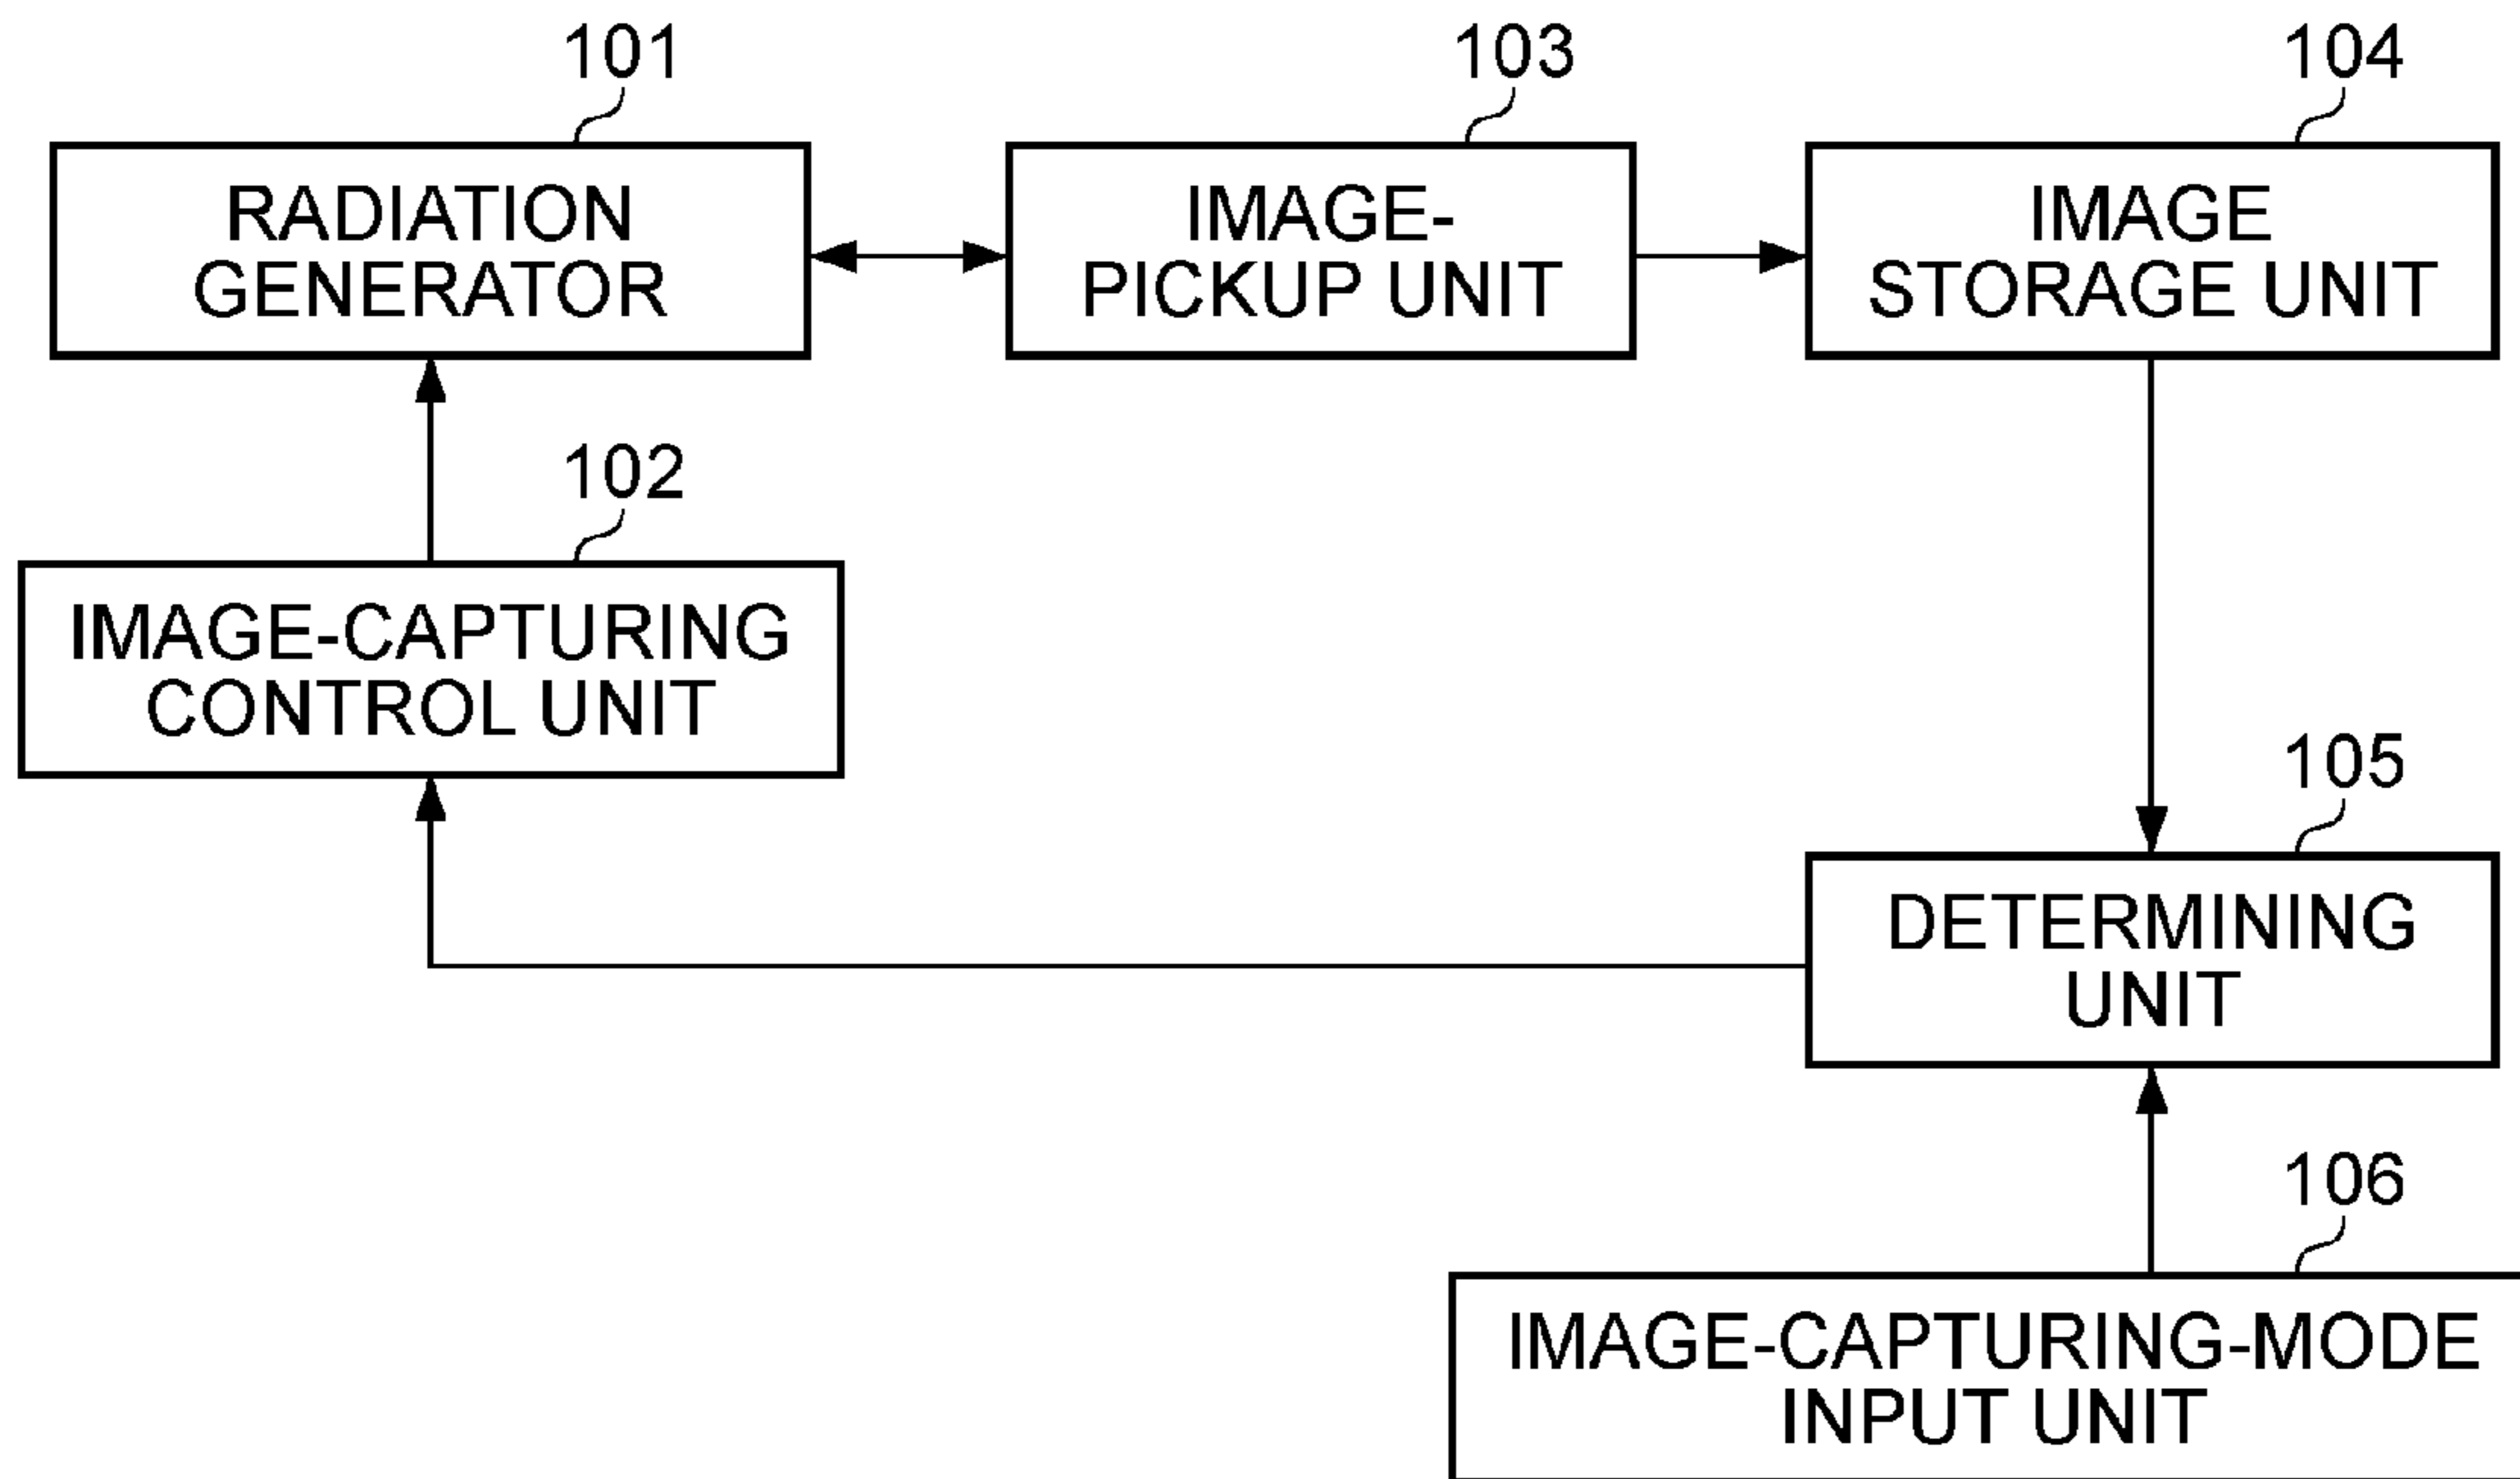 101
RADIATION
GENERATOR
103
IMAGE-
PICKUP UNIT
104
IMAGE
STORAGE UNIT
102
IMAGE-CAPTURING
CONTROL UNIT
105
DETERMINING
UNIT
106
IMAGE-CAPTURING-MODE
INPUT UNIT